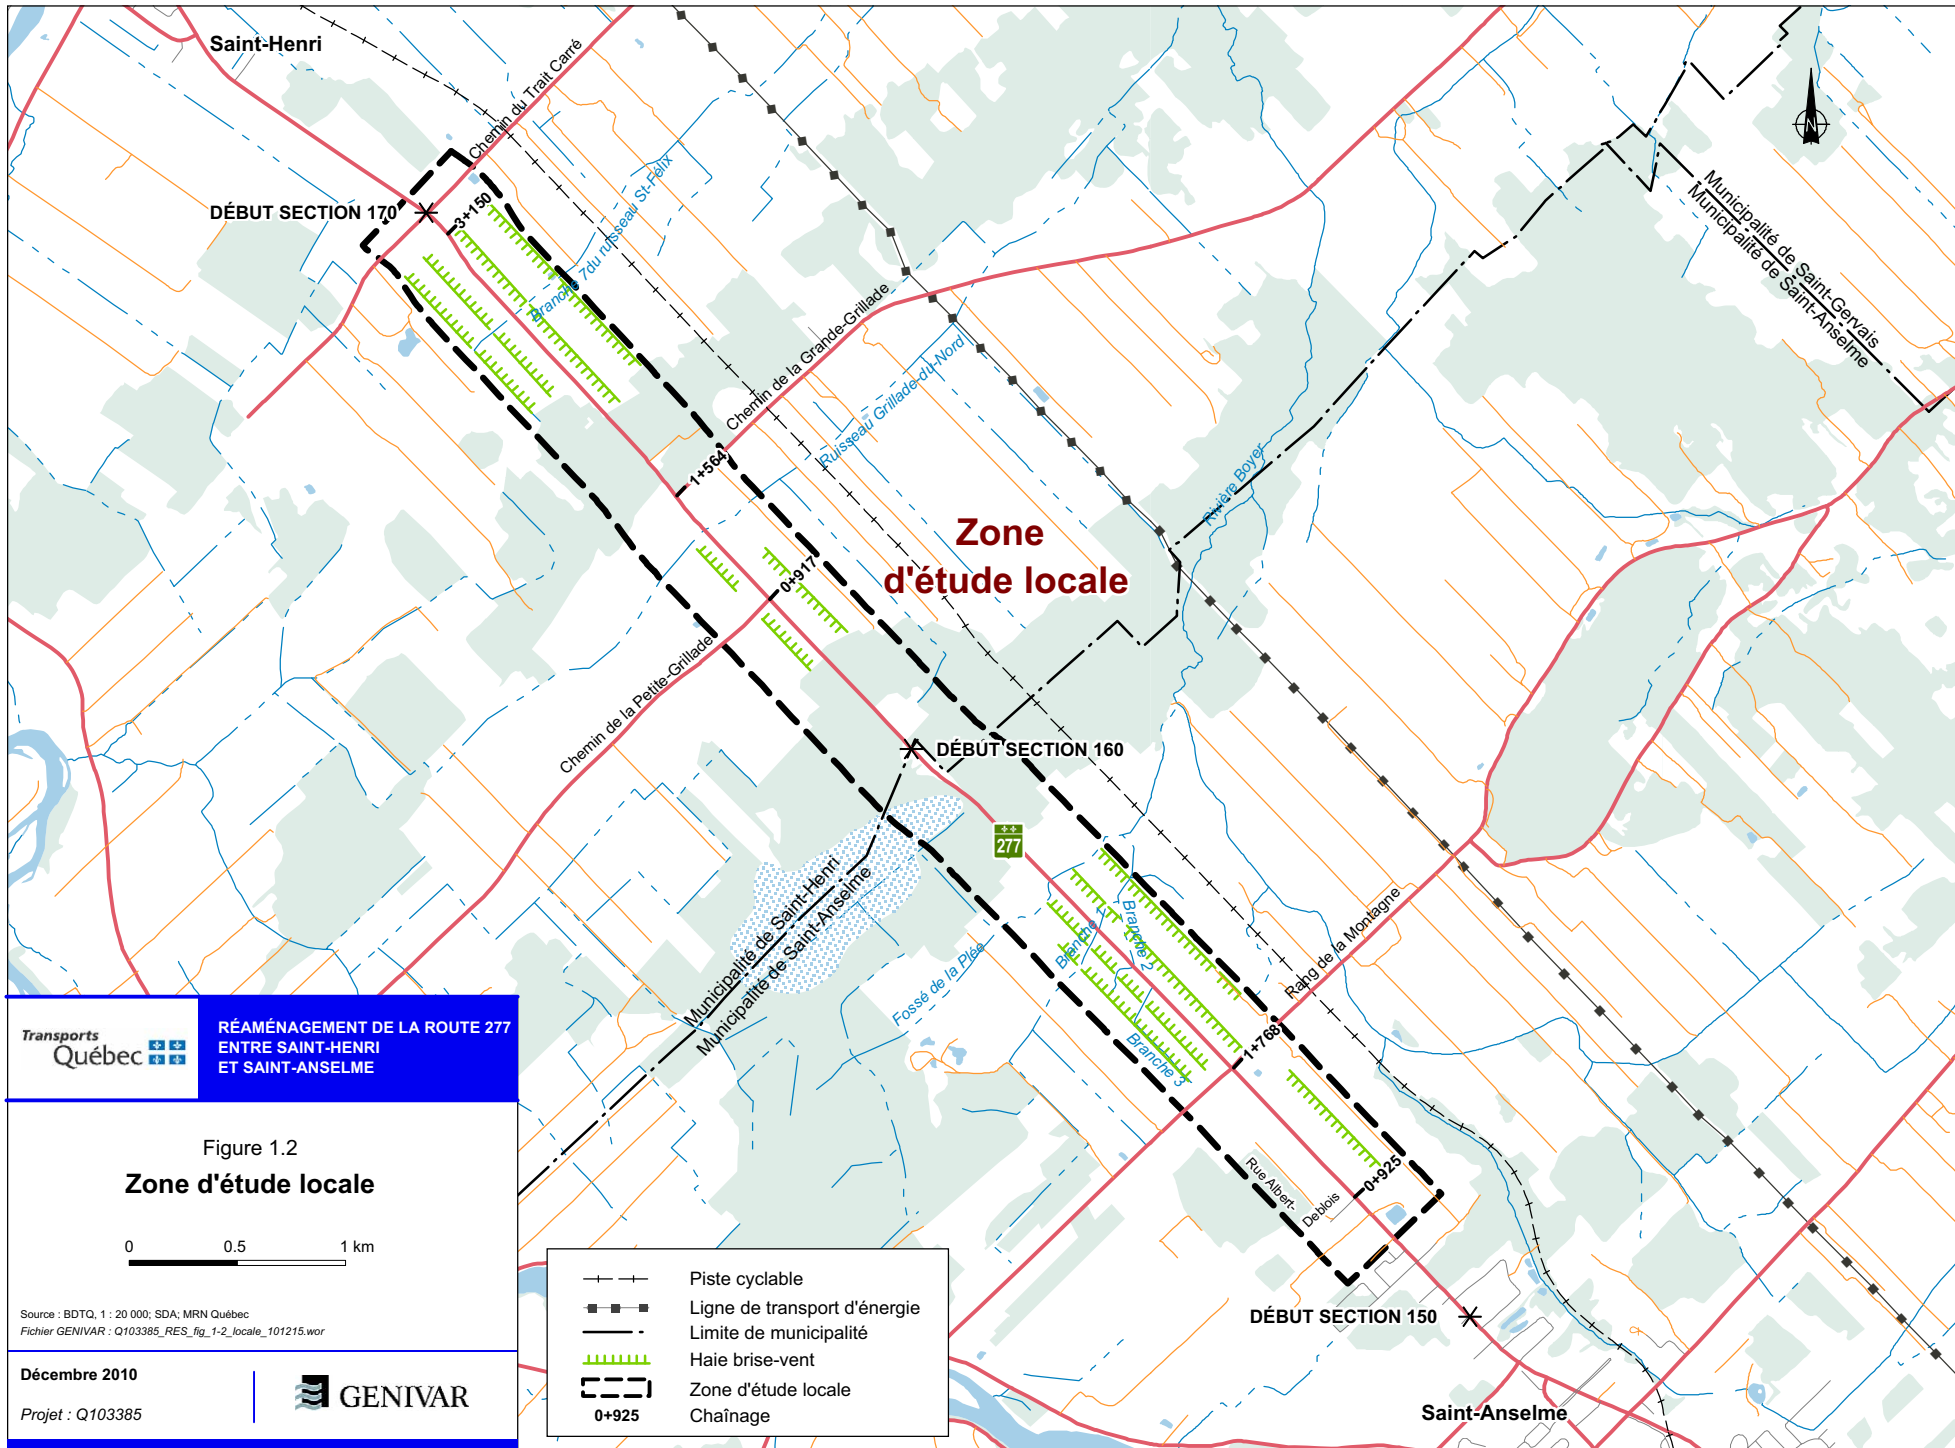 Saint-Henri
Chemin du Trait Carré
DÉBUT SECTION 170
3+150
Branche 7du ruisseau St-Félix
Municipalité de Saint-Gervais
Municipalité de Saint-Anselme
Chemin de la Grande-Grillade
Ruisseau Grillade-du-Nord
1+564
Rivière Boyer
Zone
d'étude locale
0+917
Chemin de la Petite-Grillade
DÉBUT SECTION 160
277
Municipalité de Saint-Henri
Municipalité de Saint-Anselme
Fossé de la Plée
Branche 1
Branche 2
Branche 3
Rang de la Montagne
1+768
Rue Albert-
Deblois
0+925
DÉBUT SECTION 150
Saint-Anselme
N
Transports
Québec
RÉAMÉNAGEMENT DE LA ROUTE 277
ENTRE SAINT-HENRI
ET SAINT-ANSELME
Figure 1.2
Zone d'étude locale
0 0.5 1 km
Source : BDTQ, 1 : 20 000; SDA; MRN Québec
Fichier GENIVAR : Q103385_RES_fig_1-2_locale_101215.wor
Décembre 2010
Projet : Q103385
GENIVAR
Piste cyclable
Ligne de transport d'énergie
Limite de municipalité
Haie brise-vent
Zone d'étude locale
0+925 Chaînage